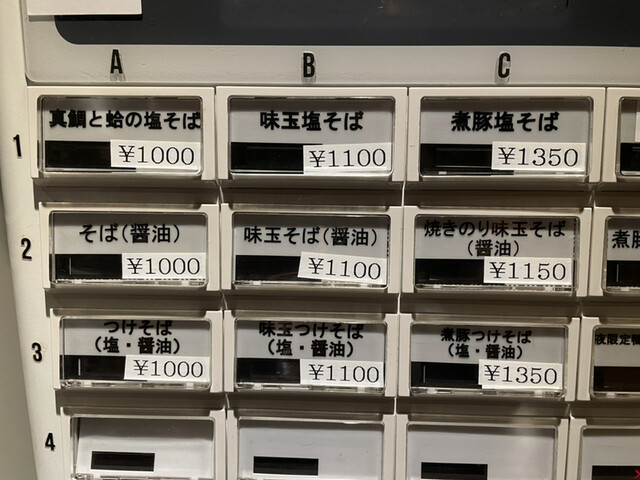 A B C
1
真鯛と蛤の塩そば
¥1000
味玉塩そば
¥1100
煮豚塩そば
¥1350
2
そば(醤油)
¥1000
味玉そば(醤油)
¥1100
焼きのり味玉そば
(醤油)
¥1150
煮豚
3
つけそば
(塩・醤油)
¥1000
味玉つけそば
(塩・醤油)
¥1100
煮豚つけそば
(塩・醤油)
¥1350
夜限定
4